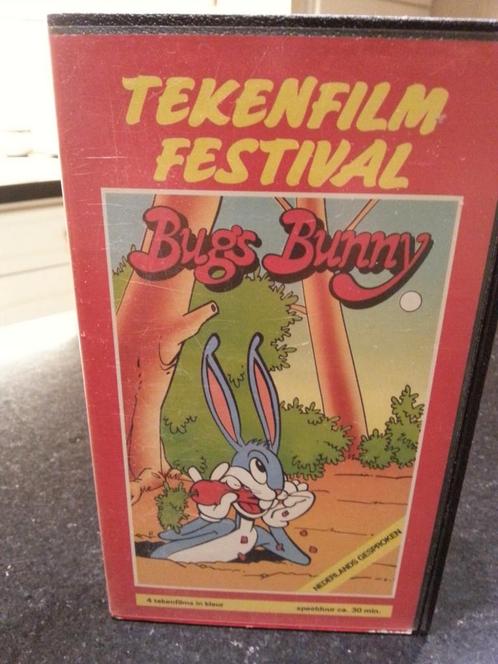 TEKENFILM
FESTIVAL
Bugs Bunny
NEDERLANDS GESPROKEN
4 tekenfilms in kleur
speelduur ca. 30 min.